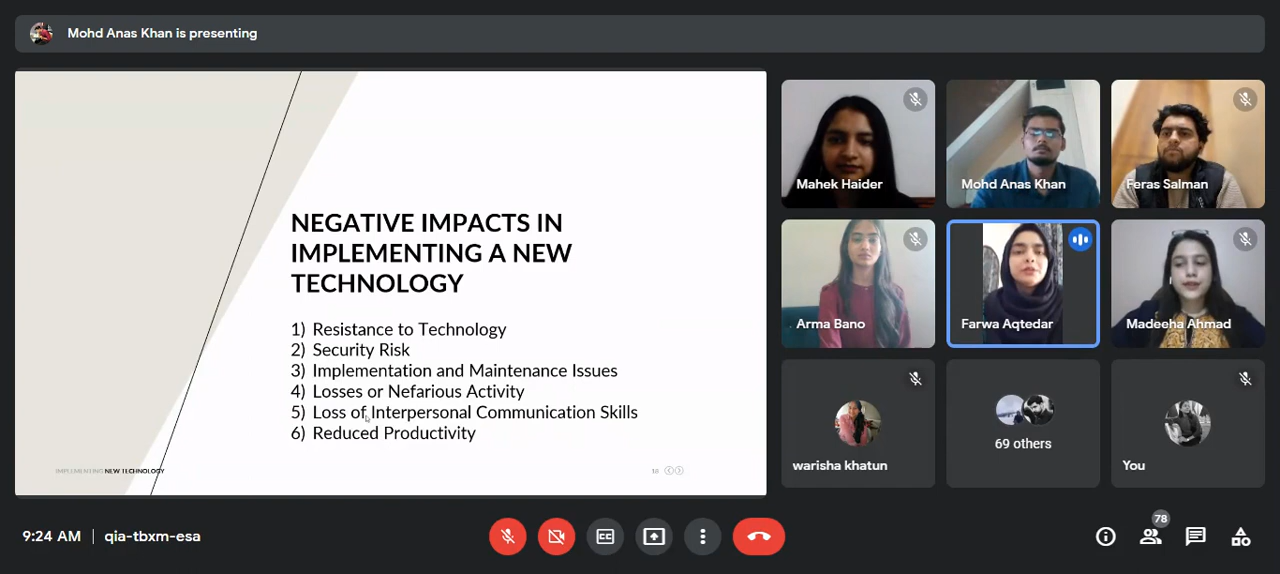 Mohd Anas Khan is presenting
NEGATIVE IMPACTS IN
IMPLEMENTING A NEW
TECHNOLOGY
1) Resistance to Technology
2) Security Risk
3) Implementation and Maintenance Issues
4) Losses or Nefarious Activity
5) Loss of Interpersonal Communication Skills
6) Reduced Productivity
IMPLEMENTING NEW TECHNOLOGY
18
Mahek Haider
Mohd Anas Khan
Feras Salman
Arma Bano
Farwa Aqtedar
Madeeha Ahmad
warisha khatun
69 others
You
9:24 AM | qia-tbxm-esa
CC
78